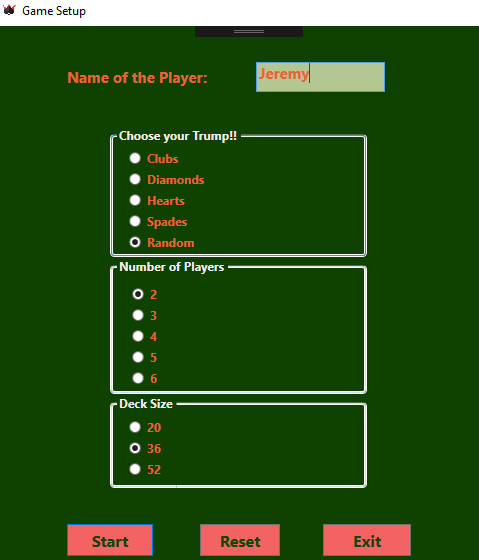 Game Setup
Name of the Player: Jeremy
Choose your Trump!!
Clubs
Diamonds
Hearts
Spades
Random
Number of Players
2
3
4
5
6
Deck Size
20
36
52
Start Reset Exit